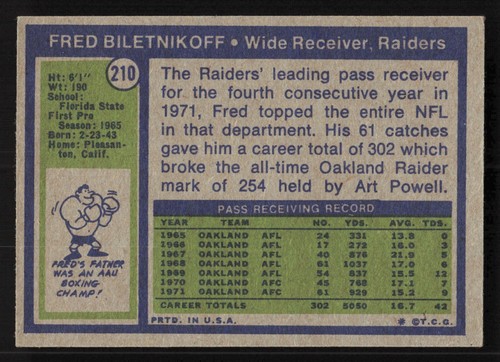 FRED BILETNIKOFF • Wide Receiver, Raiders
210
Ht: 6'1"
Wt: 190
School:
Florida State
First Pro
Season: 1965
Born: 2-23-43
Home: Pleasan-
ton, Calif.
FRED'S FATHER
WAS AN AAU
BOXING
CHAMP!
The Raiders' leading pass receiver
for the fourth consecutive year in
1971, Fred topped the entire NFL
in that department. His 61 catches
gave him a career total of 302 which
broke the all-time Oakland Raider
mark of 254 held by Art Powell.
PASS RECEIVING RECORD
YEAR TEAM NO. YDS. AVG. TDS
1965 OAKLAND AFL 24 331 13.8 0
1966 OAKLAND AFL 17 272 16.0 3
1967 OAKLAND AFL 40 876 21.9 5
1968 OAKLAND AFL 61 1037 17.0 6
1969 OAKLAND AFL 54 837 15.5 12
1970 OAKLAND AFC 45 768 17.1 7
1971 OAKLAND AFC 61 929 15.2 9
CAREER TOTALS 302 5050 16.7 42
PRTD. IN U.S.A. * © T.C.G.